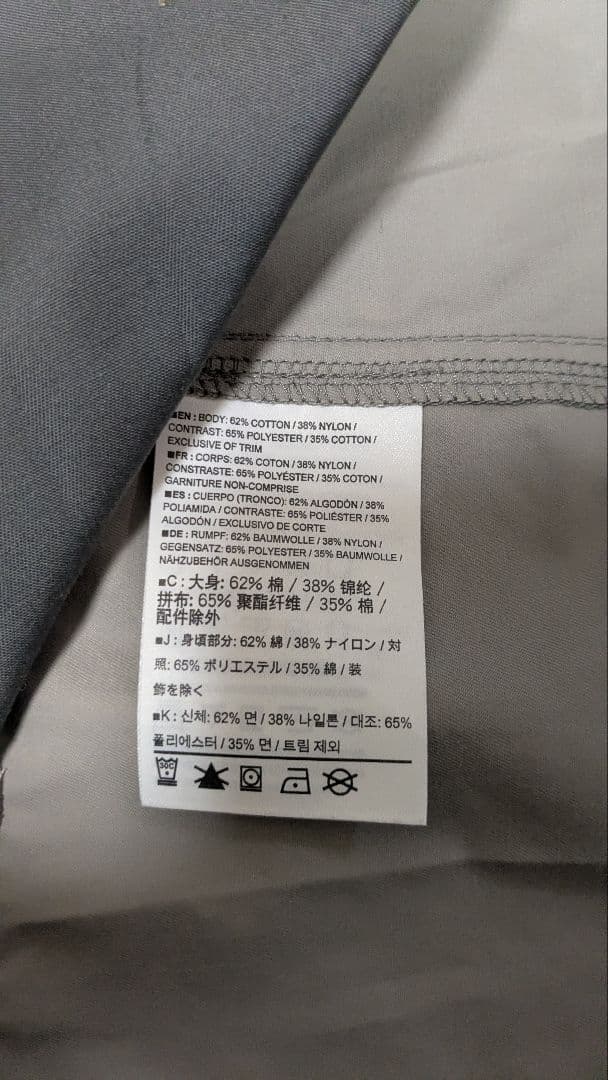 ■EN : BODY: 62% COTTON / 38% NYLON /
CONTRAST: 65% POLYESTER / 35% COTTON /
EXCLUSIVE OF TRIM
■FR : CORPS: 62% COTON / 38% NYLON /
CONSTRASTE: 65% POLYÉSTER / 35% COTON /
GARNITURE NON-COMPRISE
■ES : CUERPO (TRONCO): 62% ALGODÓN / 38%
POLIAMIDA / CONTRASTE: 65% POLIÉSTER / 35%
ALGODÓN / EXCLUSIVO DE CORTE
■DE : RUMPF: 62% BAUMWOLLE / 38% NYLON /
GEGENSATZ: 65% POLYESTER / 35% BAUMWOLLE /
NÄHZUBEHÖR AUSGENOMMEN
■C : 大身: 62% 棉 / 38% 锦纶 /
拼布: 65% 聚酯纤维 / 35% 棉 /
配件除外
■J : 身頃部分: 62% 綿 / 38% ナイロン / 対
照: 65% ポリエステル / 35% 綿 / 装
飾を除く
■K : 신체: 62% 면 / 38% 나일론 / 대조: 65%
폴리에스터 / 35% 면 / 트림 제외
30C